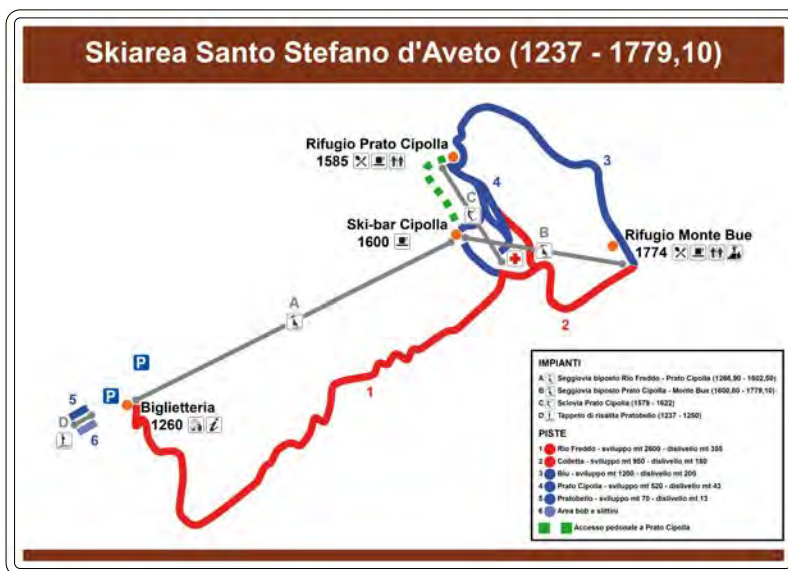 Skiarea Santo Stefano d'Aveto (1237 - 1779,10)
Rifugio Prato Cipolla
1585
3
4
C
Ski-bar Cipolla
1600
B
Rifugio Monte Bue
1774
A
2
P
1
P
5
D
6
Biglietteria
1260
IMPIANTI
A Seggiovia biposto Rio Freddo - Prato Cipolla (1266,90 - 1602,50)
B Seggiovia biposto Prato Cipolla - Monte Bue (1600,60 - 1779,10)
C Sciovia Prato Cipolla (1579 - 1622)
D Tappeto di risalita Pratobello (1237 - 1250)
PISTE
1 Rio Freddo - sviluppo mt 2600 - dislivello mt 355
2 Colletta - sviluppo mt 950 - dislivello mt 180
3 Biu - sviluppo mt 1200 - dislivello mt 200
4 Prato Cipolla - sviluppo mt 520 - dislivello mt 43
5 Pratobello - sviluppo mt 70 - dislivello mt 13
6 Area bob e slittini
Accesso pedonale a Prato Cipolla